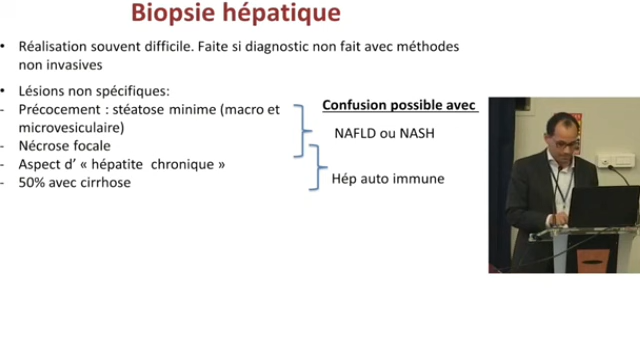 Biopsie hépatique
• Réalisation souvent difficile. Faite si diagnostic non fait avec méthodes
non invasives
• Lésions non spécifiques:
- Précocement : stéatose minime (macro et
microvesiculaire)
- Nécrose focale
- Aspect d' « hépatite chronique »
- 50% avec cirrhose
Confusion possible avec
NAFLD ou NASH
Hép auto immune